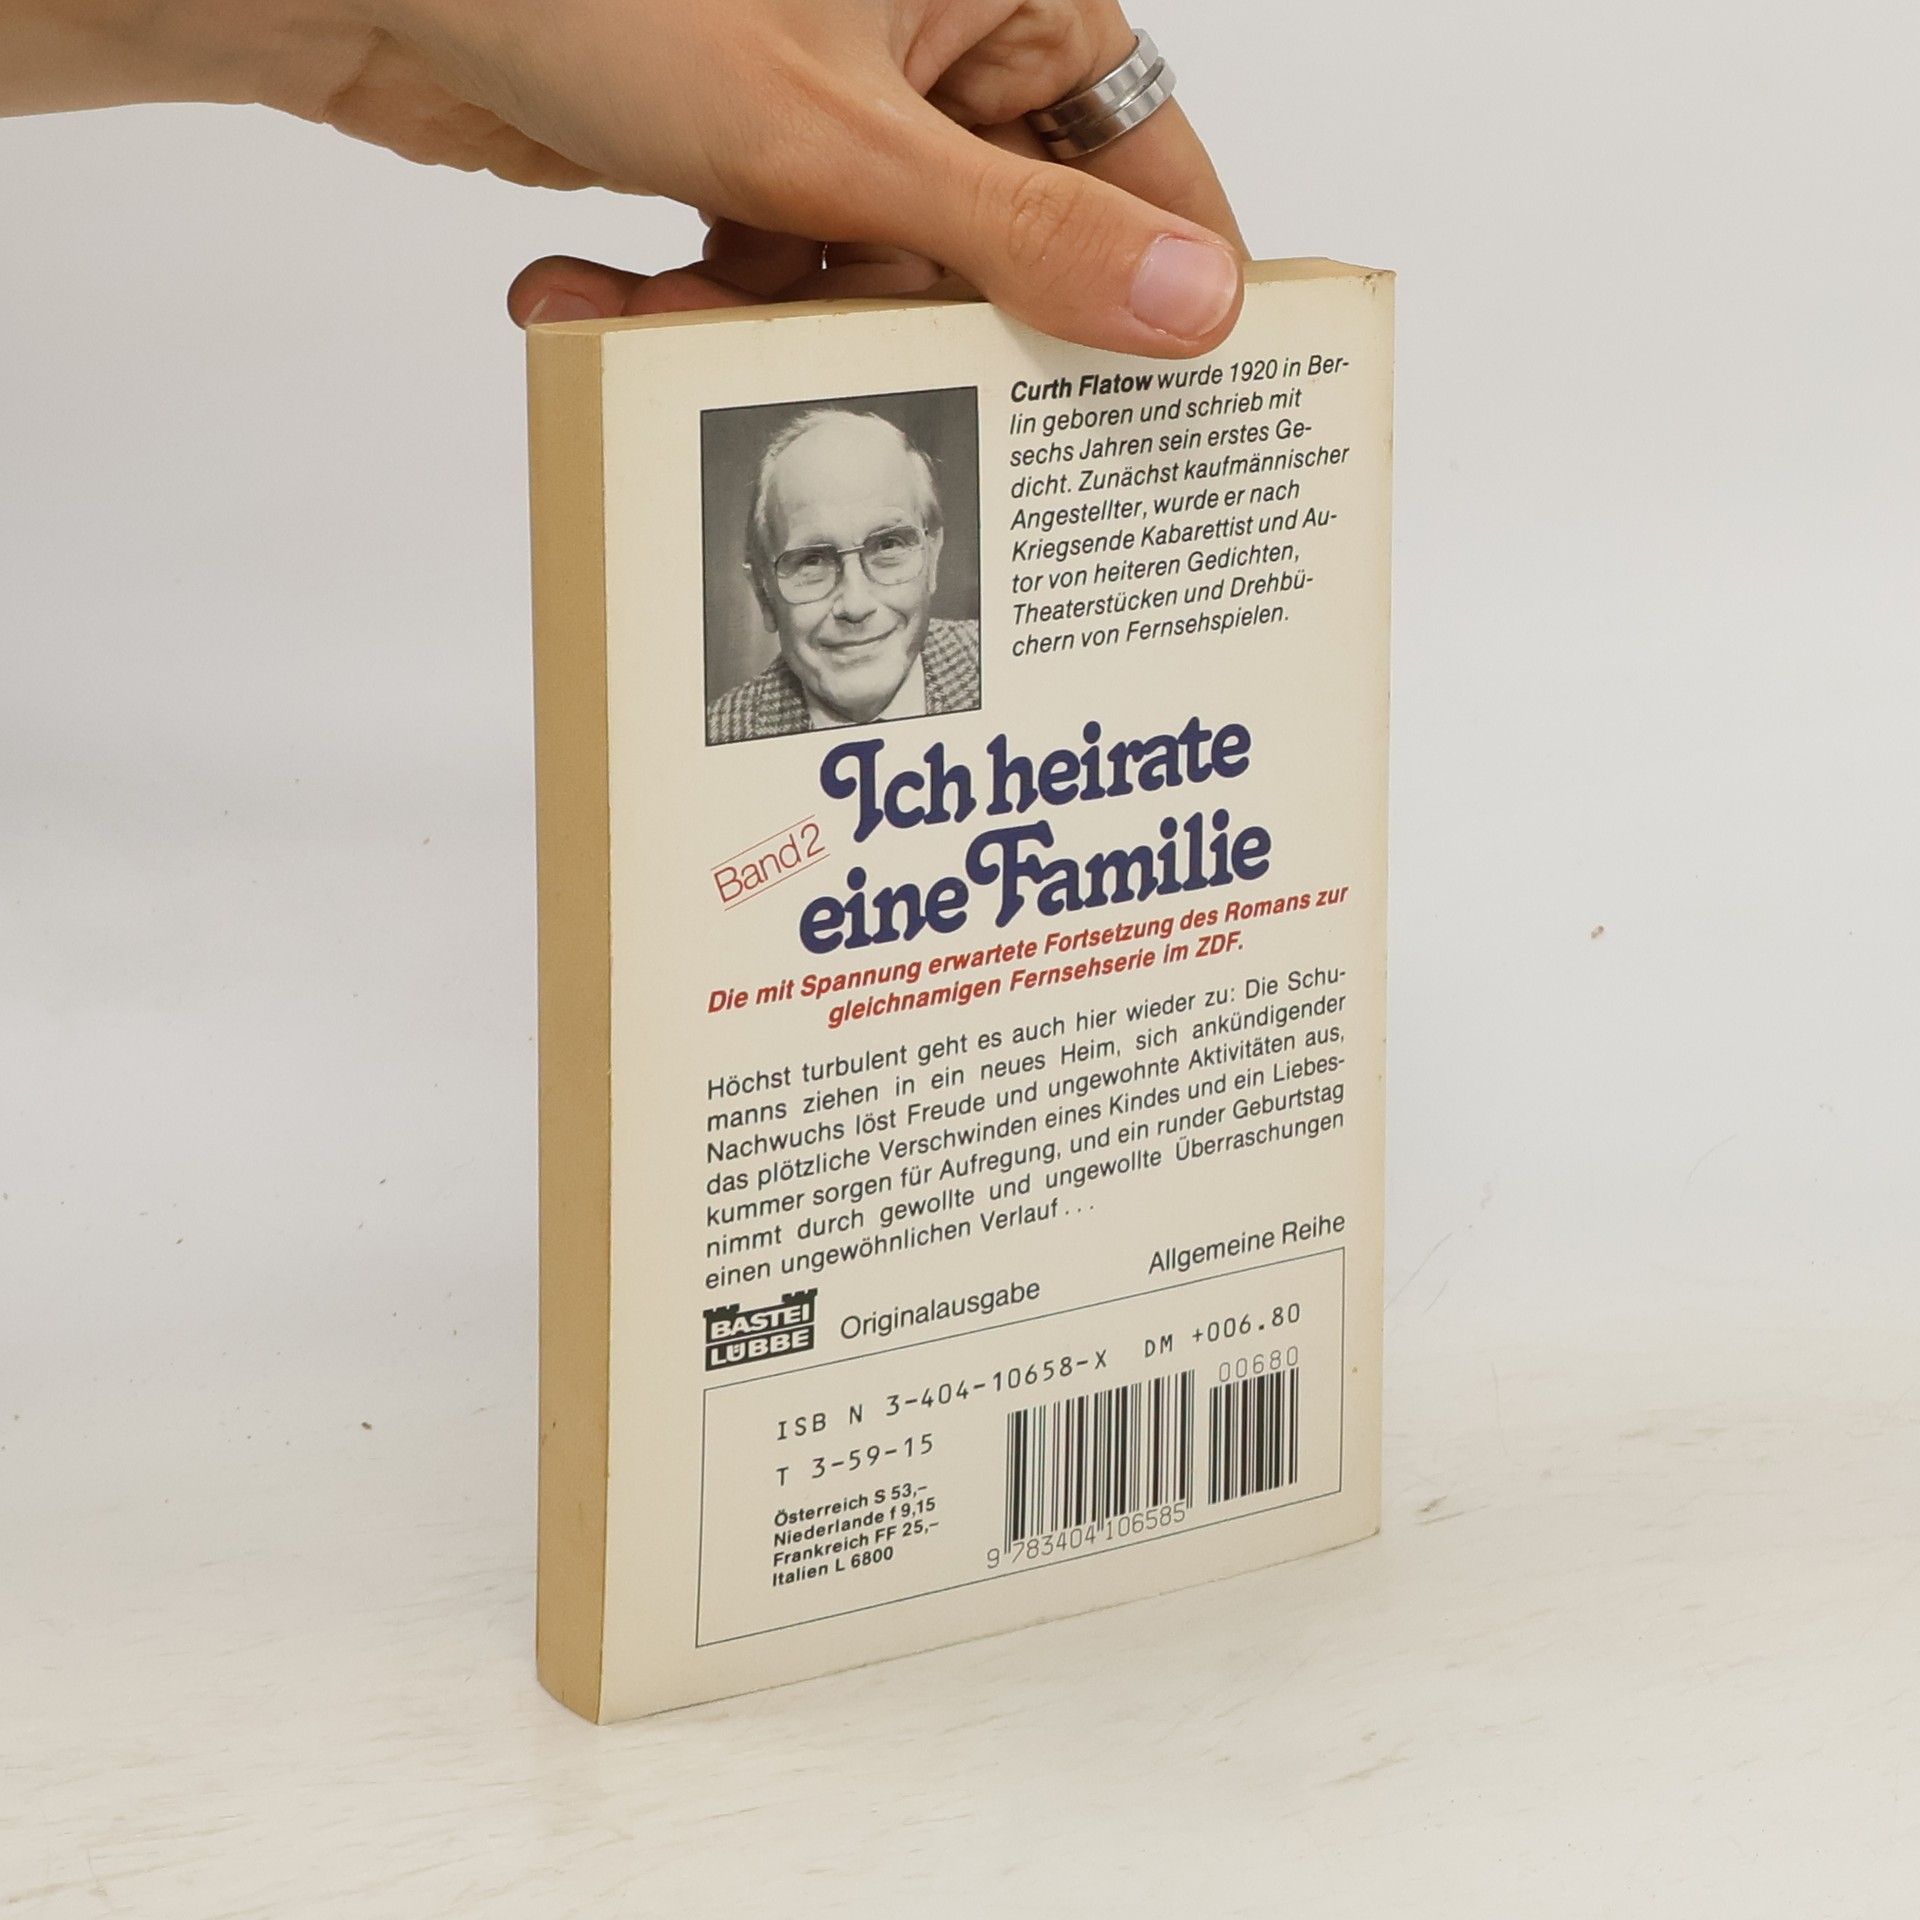 Curth Flatow wurde 1920 in Ber-
lin geboren und schrieb mit
sechs Jahren sein erstes Ge-
dicht. Zunächst kaufmännischer
Angestellter, wurde er nach
Kriegsende Kabarettist und Au-
tor von heiteren Gedichten,
Theaterstücken und Drehbü-
chern von Fernsehspielen.
Ich heirate
Band 2
eine Familie
Die mit Spannung erwartete Fortsetzung des Romans zur
gleichnamigen Fernsehserie im ZDF.
Höchst turbulent geht es auch hier wieder zu: Die Schu-
manns ziehen in ein neues Heim, sich ankündigender
Nachwuchs löst Freude und ungewohnte Aktivitäten aus,
das plötzliche Verschwinden eines Kindes und ein Liebes-
kummer sorgen für Aufregung, und ein runder Geburtstag
nimmt durch gewollte und ungewollte Überraschungen
einen ungewöhnlichen Verlauf . . .
BASTEI
LÜBBE
Originalausgabe
Allgemeine Reihe
ISB N 3-404-10658-X DM +006.80
T 3-59-15
00680
Österreich S 53,–
Niederlande f 9,15
Frankreich FF 25,–
Italien L 6800
9 783404 106585